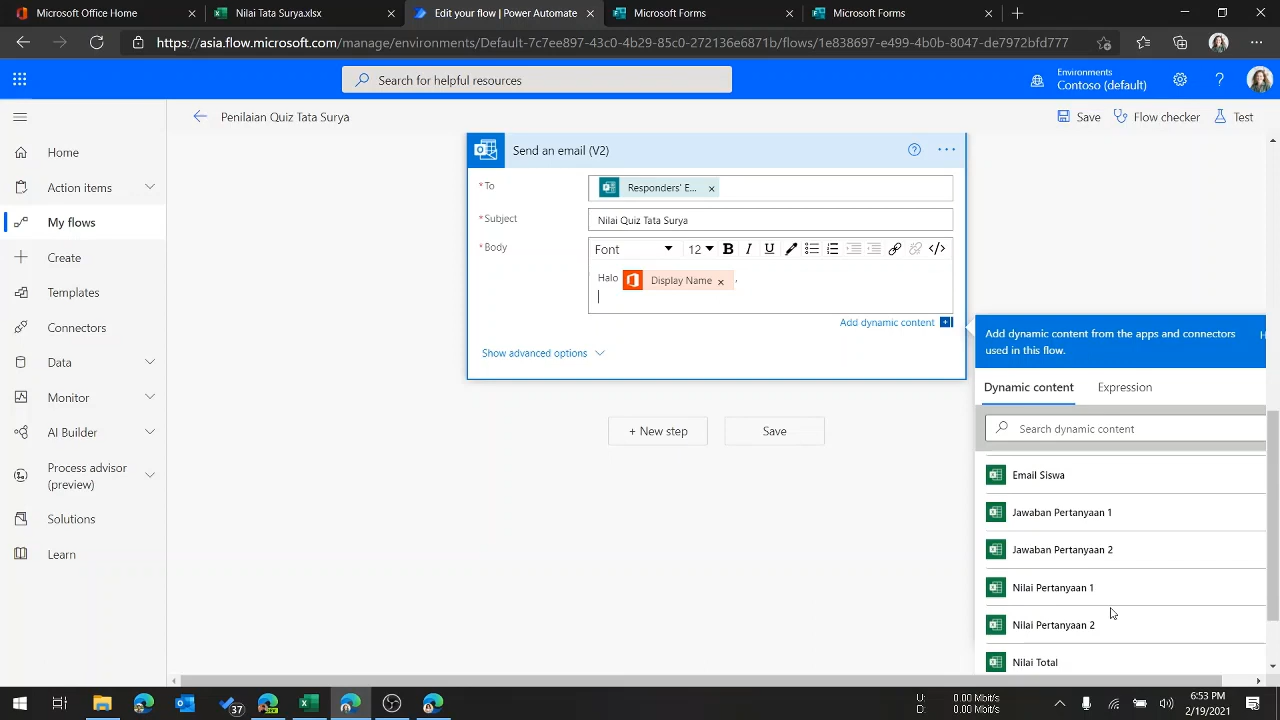 Microsoft Office Home
Nilai Tata Surya.xlsx
Edit your flow | Power Automate
Microsoft Forms
Microsoft Forms
https://asia.flow.microsoft.com/manage/environments/Default-7c7ee897-43c0-4b29-85c0-272136e6871b/flows/1e838697-e499-4b0b-8047-de7972bfd777
Search for helpful resources
Environments
Contoso (default)
Penilaian Quiz Tata Surya
Save
Flow checker
Test
Home
Action items
My flows
Create
Templates
Connectors
Data
Monitor
AI Builder
Process advisor
(preview)
Solutions
Learn
Send an email (V2)
* To
Responders' E... ×
* Subject
Nilai Quiz Tata Surya
* Body
Font 12 B I U </>
Halo Display Name × ,
Add dynamic content
Show advanced options
+ New step
Save
Add dynamic content from the apps and connectors
used in this flow.
Dynamic content
Expression
Search dynamic content
Email Siswa
Jawaban Pertanyaan 1
Jawaban Pertanyaan 2
Nilai Pertanyaan 1
Nilai Pertanyaan 2
Nilai Total
37
U: 0.00 Mbit/s
D: 0.00 Mbit/s
6:53 PM
2/19/2021